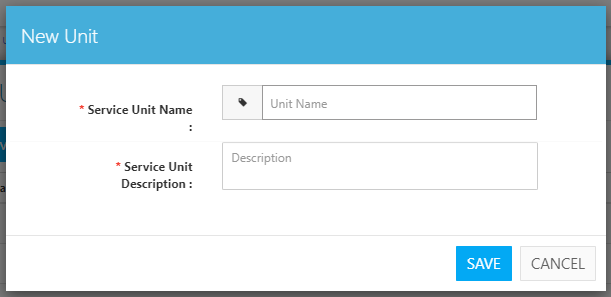 New Unit
* Service Unit Name
:
Unit Name
* Service Unit
Description :
Description
SAVE
CANCEL